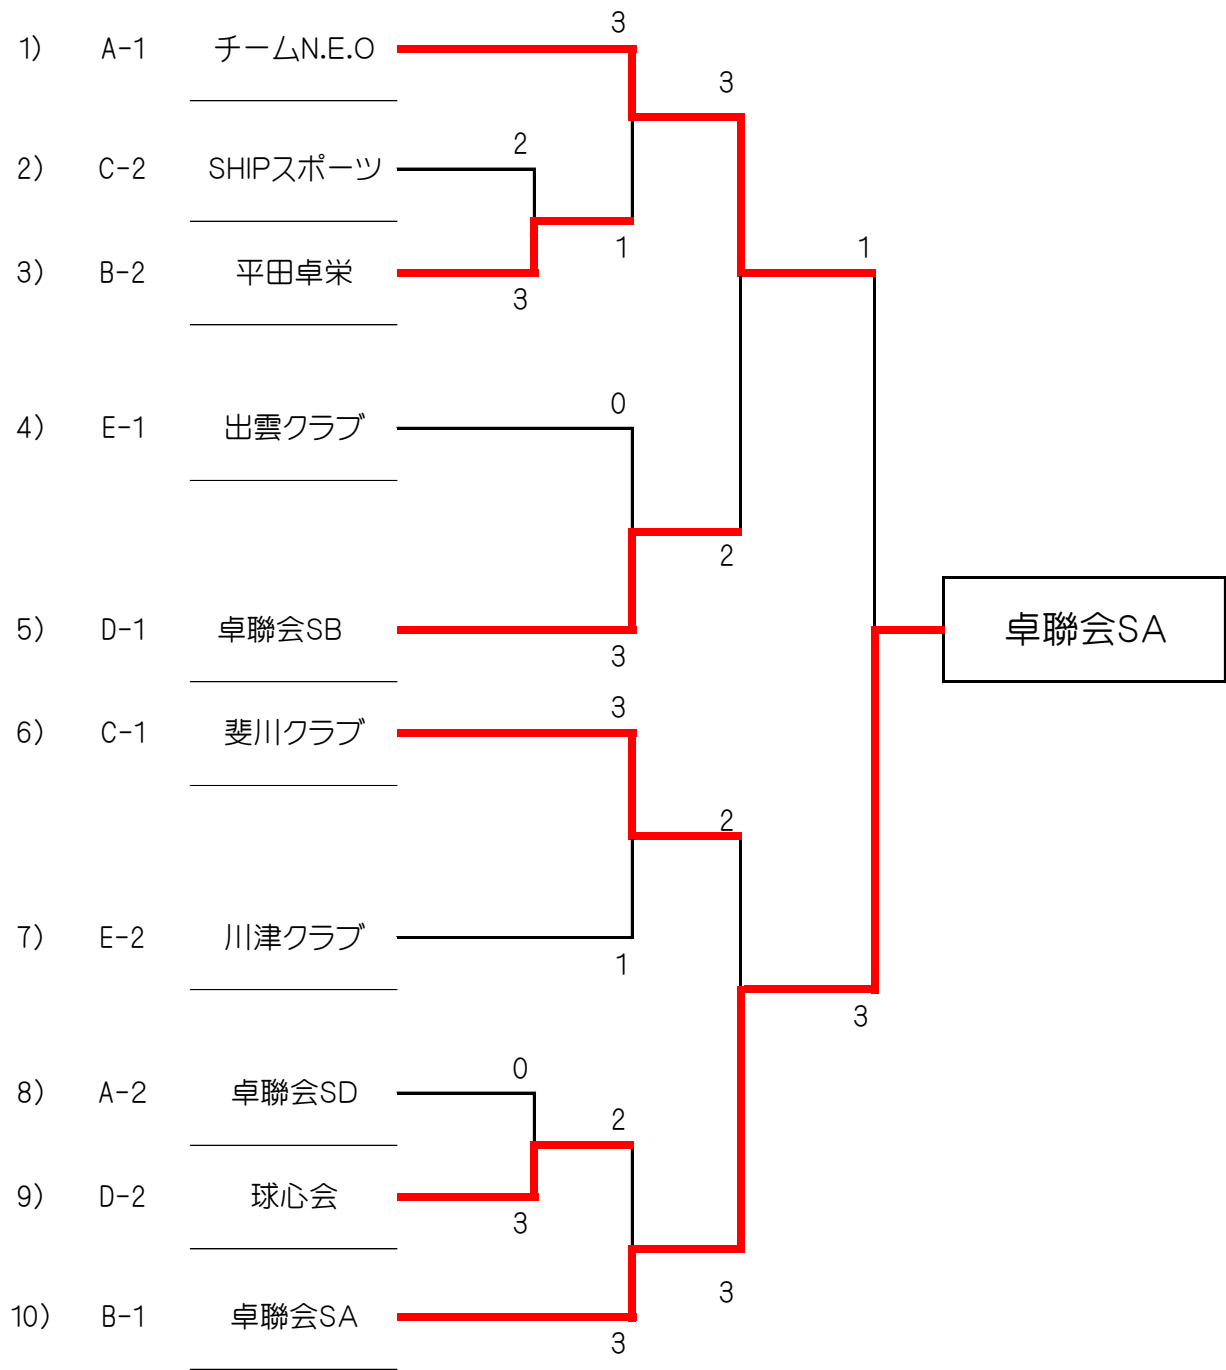 3
1) A-1 チームN.E.O
3
2
2) C-2 SHIPスポーツ
1 1
3) B-2 平田卓栄
3
0
4) E-1 出雲クラブ
2
5) D-1 卓聯会SB 卓聯会SA
3
3
6) C-1 斐川クラブ
2
7) E-2 川津クラブ
1
3
0
8) A-2 卓聯会SD
2
9) D-2 球心会
3
3
10) B-1 卓聯会SA
3